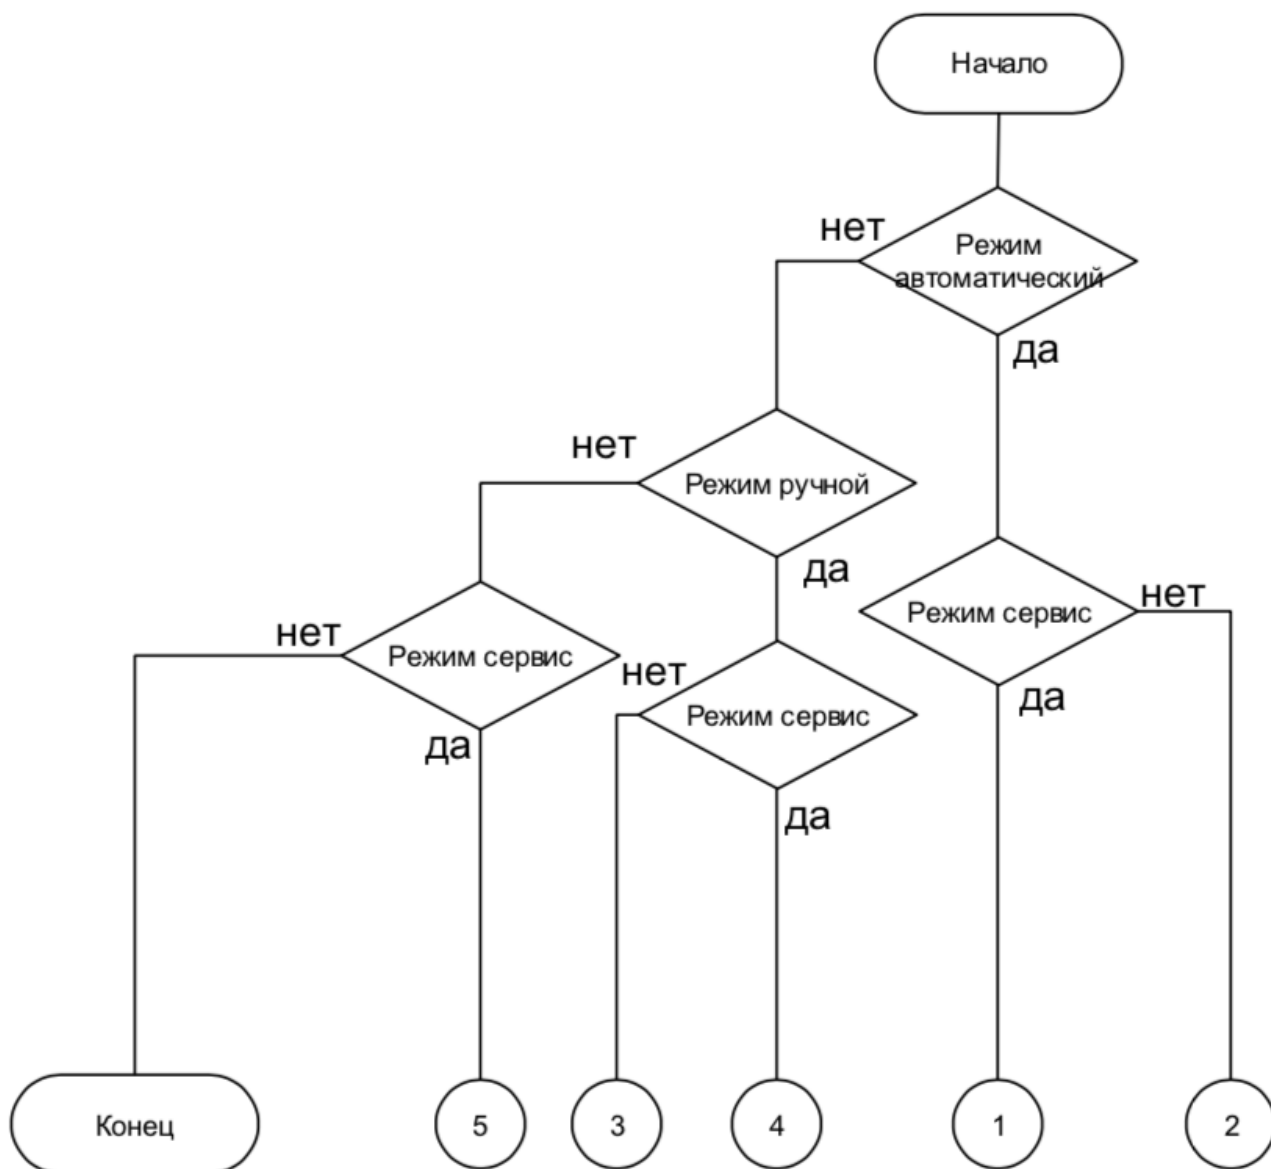 Начало
нет
Режим
автоматический
да
нет
Режим ручной
да
нет
Режим сервис
нет
Режим сервис
нет
Режим сервис
да
да
да
Конец
5
3
4
1
2